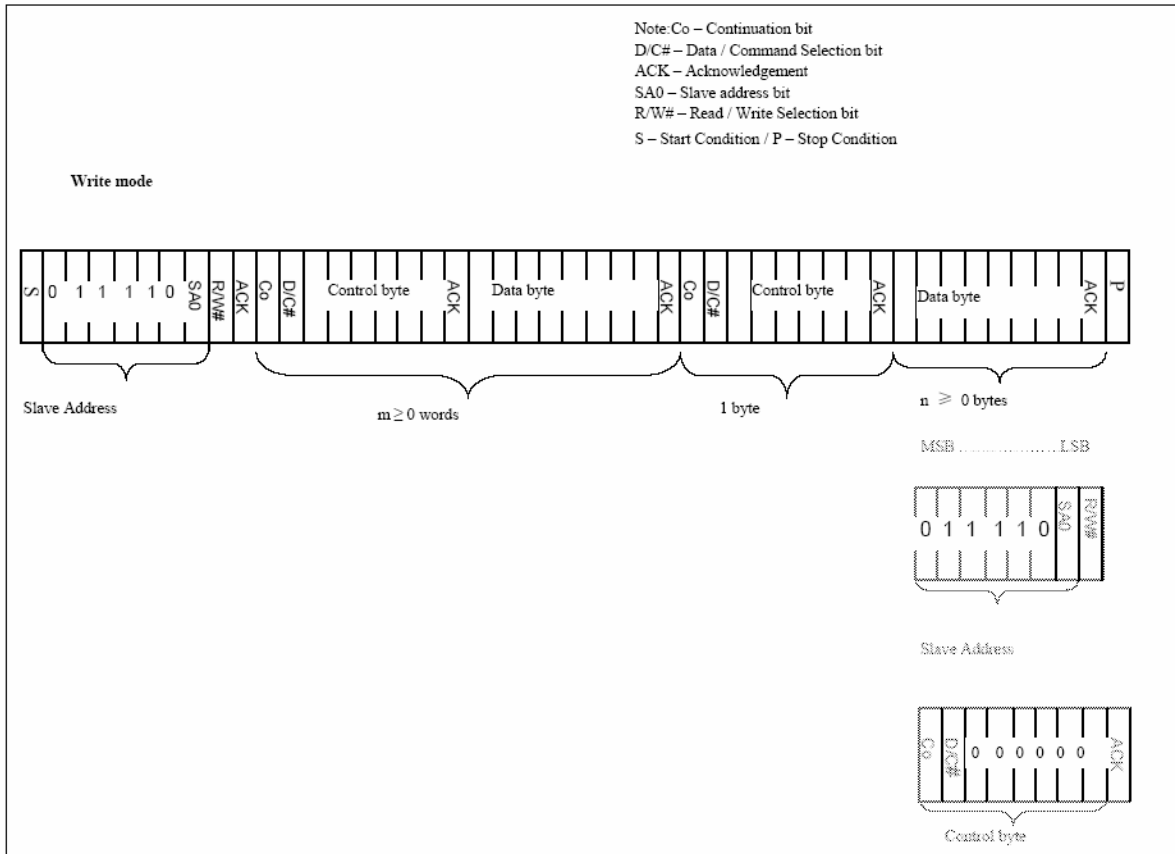 Note:Co – Continuation bit
D/C# – Data / Command Selection bit
ACK – Acknowledgement
SA0 – Slave address bit
R/W# – Read / Write Selection bit
S – Start Condition / P – Stop Condition
Write mode
S 0 1 1 1 1 0 SA0 R/W# ACK Co D/C# Control byte ACK Data byte ACK Co D/C# Control byte ACK Data byte ACK P
Slave Address
m ≥ 0 words
1 byte
n ≥ 0 bytes
MSB ......................LSB
0 1 1 1 1 0 SA0 R/W#
Slave Address
Co D/C# 0 0 0 0 0 0 ACK
Control byte